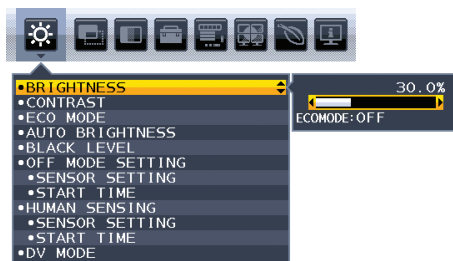 •BRIGHTNESS
•CONTRAST
•ECO MODE
•AUTO BRIGHTNESS
•BLACK LEVEL
•OFF MODE SETTING
•SENSOR SETTING
•START TIME
•HUMAN SENSING
•SENSOR SETTING
•START TIME
•DV MODE
30.0%
ECOMODE:OFF